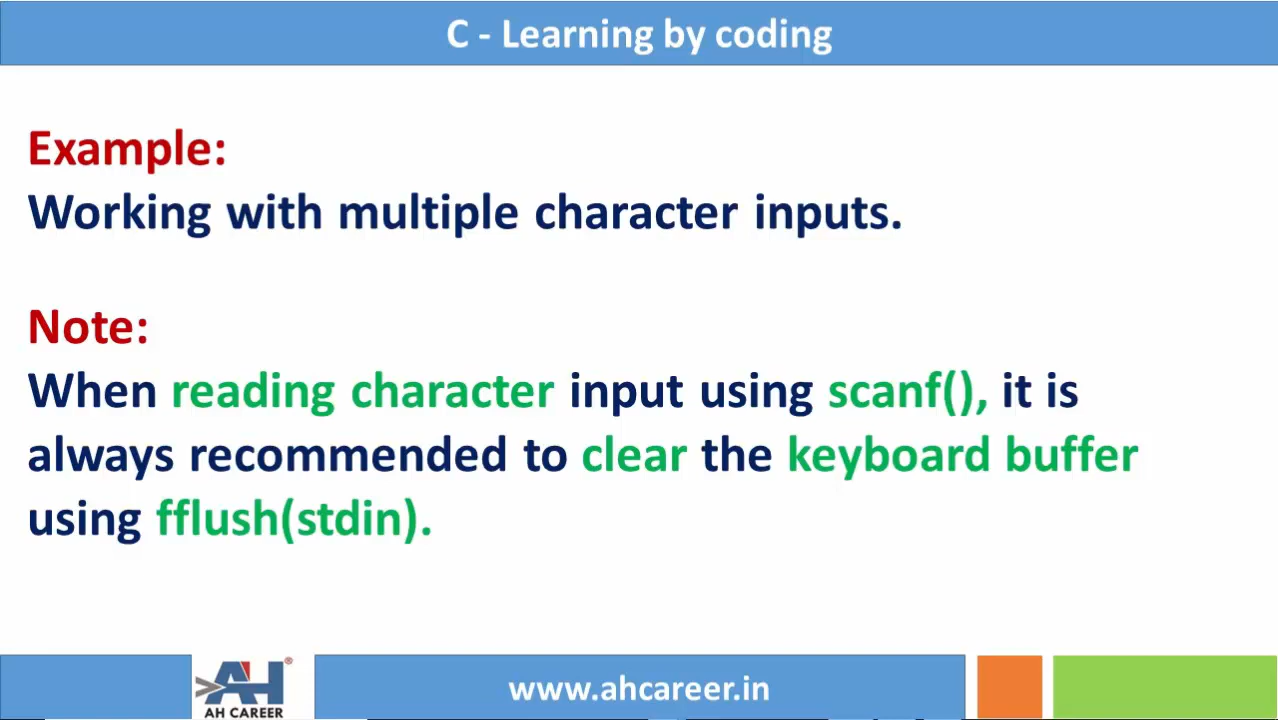 C - Learning by coding
Example:
Working with multiple character inputs.
Note:
When reading character input using scanf(), it is
always recommended to clear the keyboard buffer
using fflush(stdin).
AH
®
AH CAREER
www.ahcareer.in